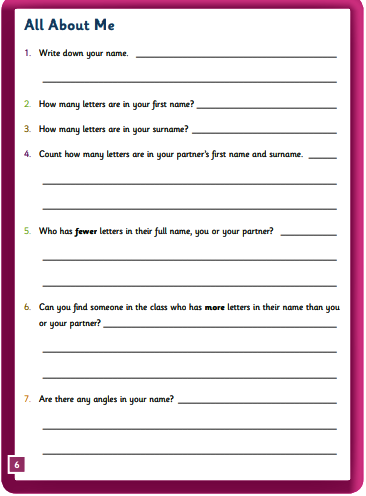 All About Me
1. Write down your name.
2. How many letters are in your first name?
3. How many letters are in your surname?
4. Count how many letters are in your partner's first name and surname.
5. Who has fewer letters in their full name, you or your partner?
6. Can you find someone in the class who has more letters in their name than you
or your partner?
7. Are there any angles in your name?
6